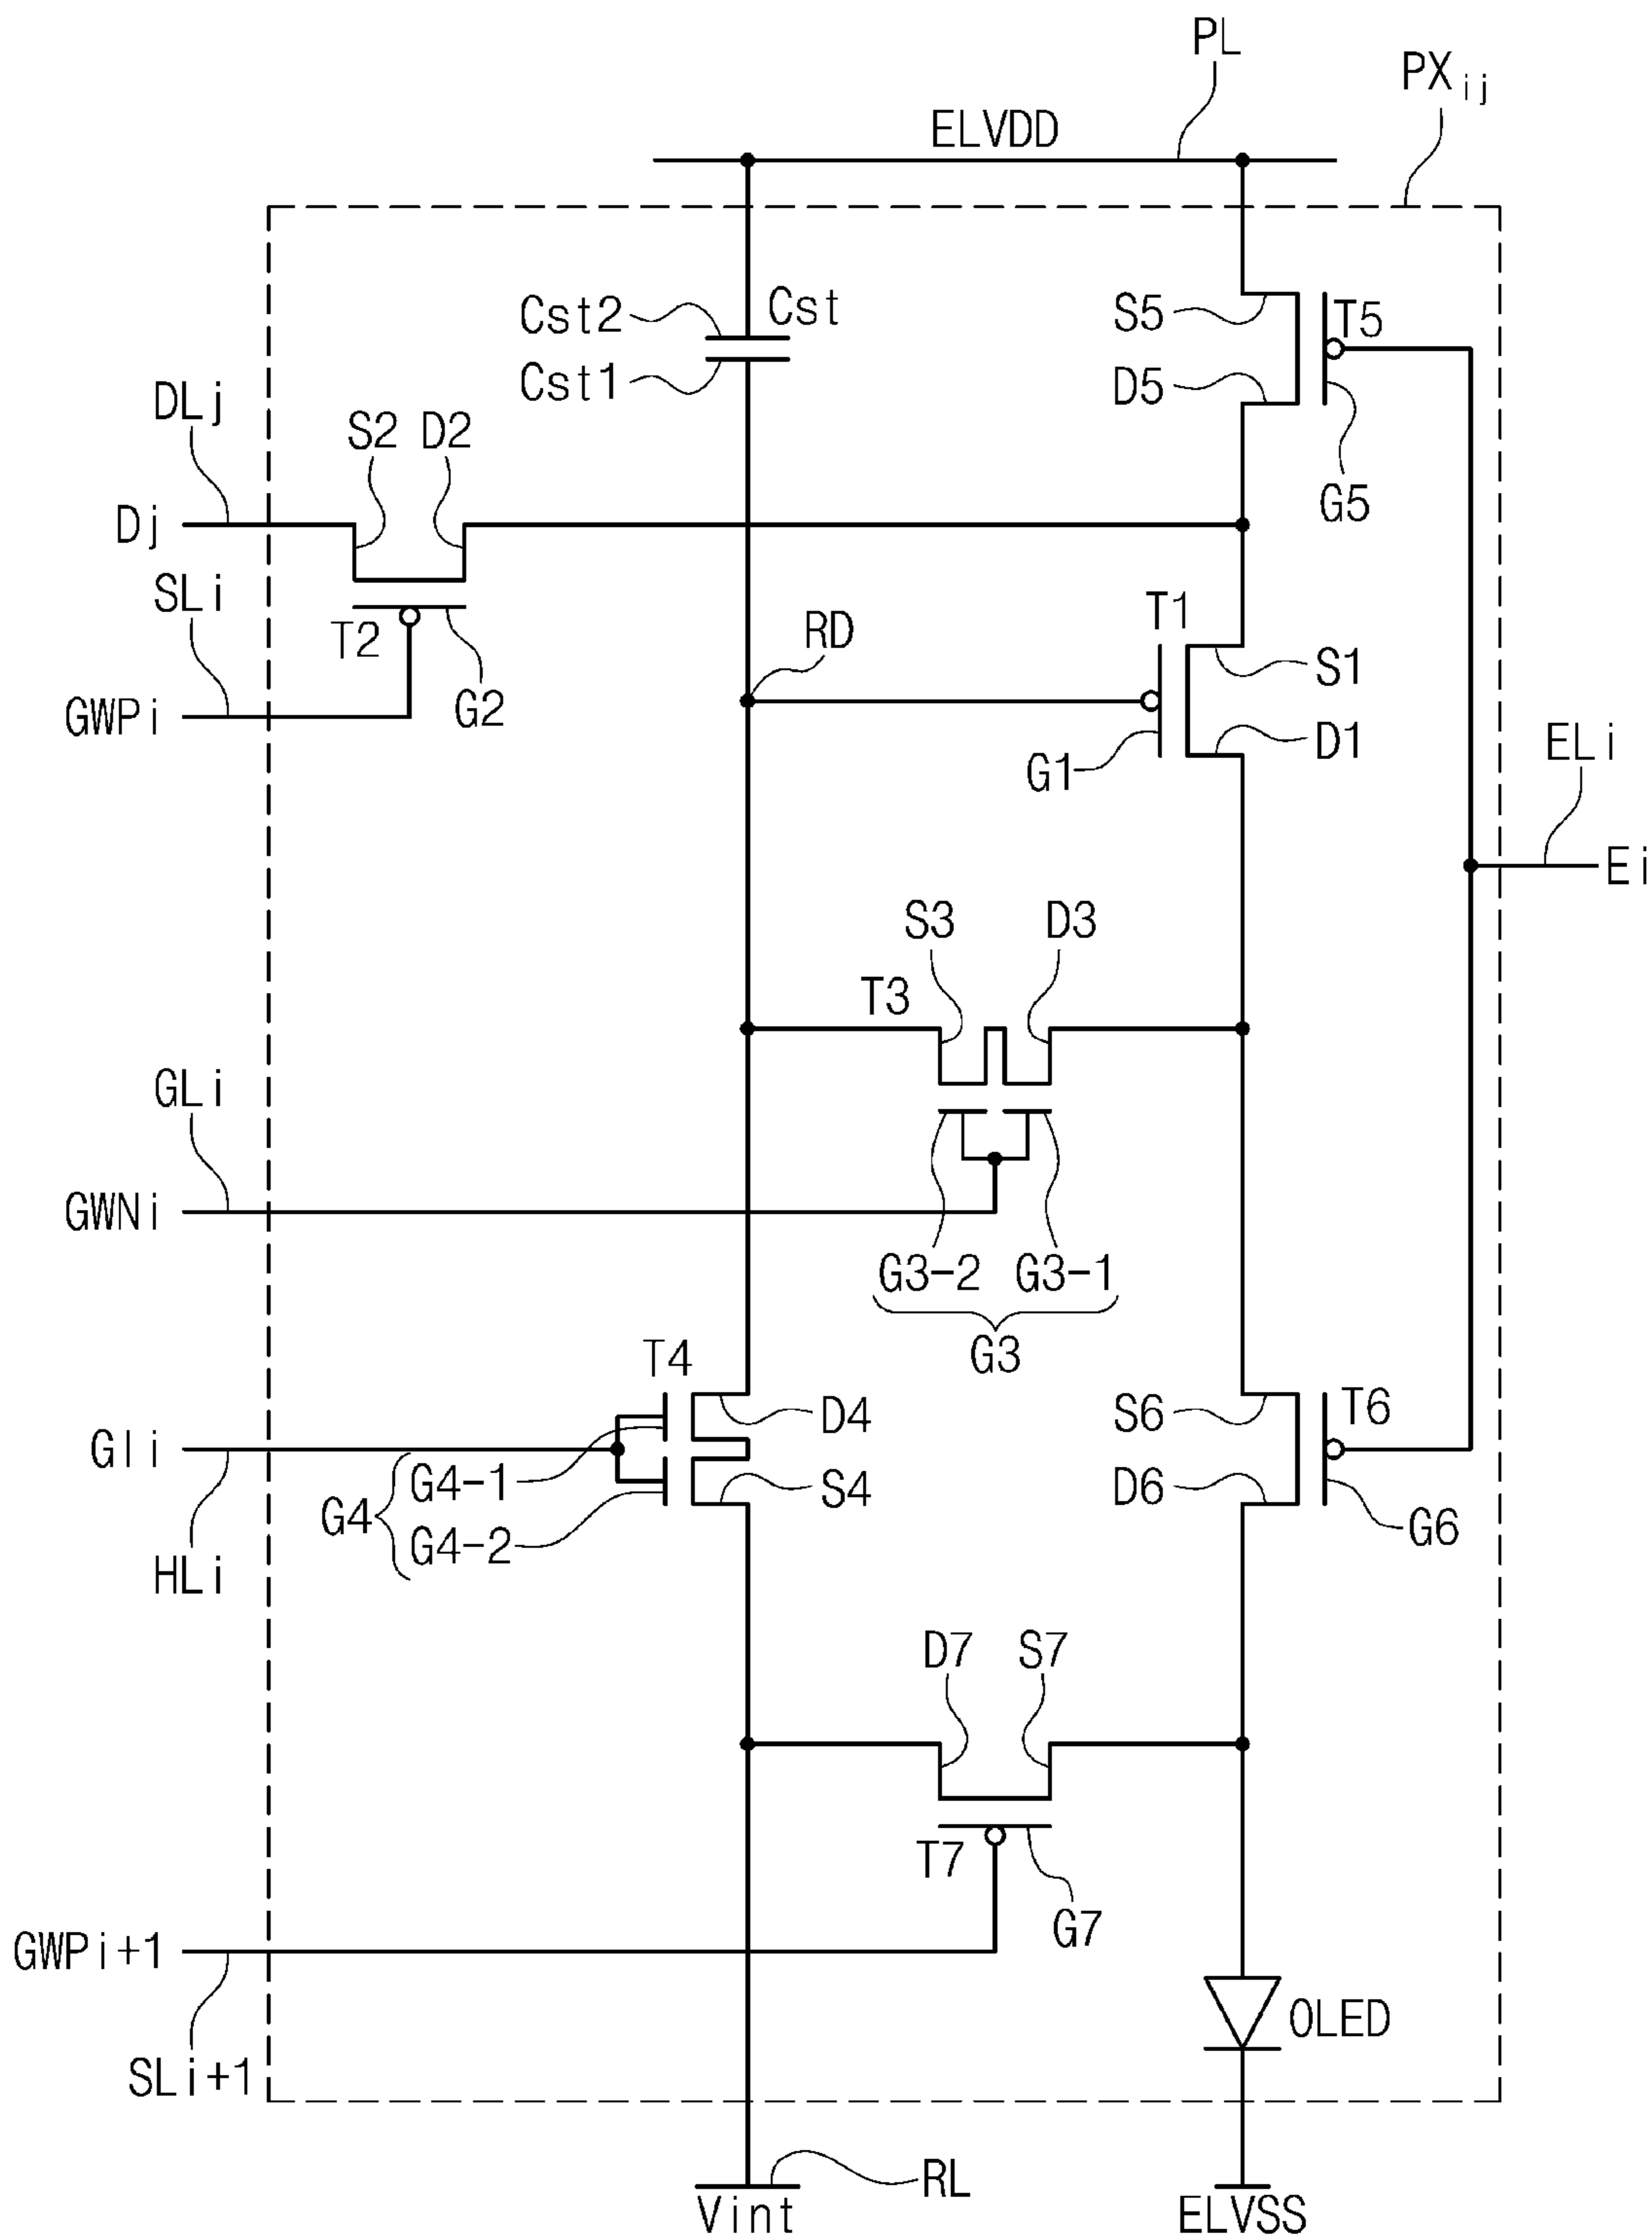 PL
PXij
ELVDD
Cst2
Cst
Cst1
S5
T5
D5
G5
DLj
S2
D2
Dj
SLi
T2
G2
GWPi
RD
T1
S1
D1
G1
ELi
Ei
S3
D3
T3
GLi
GWNi
G3-2
G3-1
G3
T4
D4
S6
T6
GIi
G4-1
S4
D6
G4
G4-2
G6
HLi
D7
S7
T7
G7
GWPi+1
SLi+1
OLED
RL
Vint
ELVSS